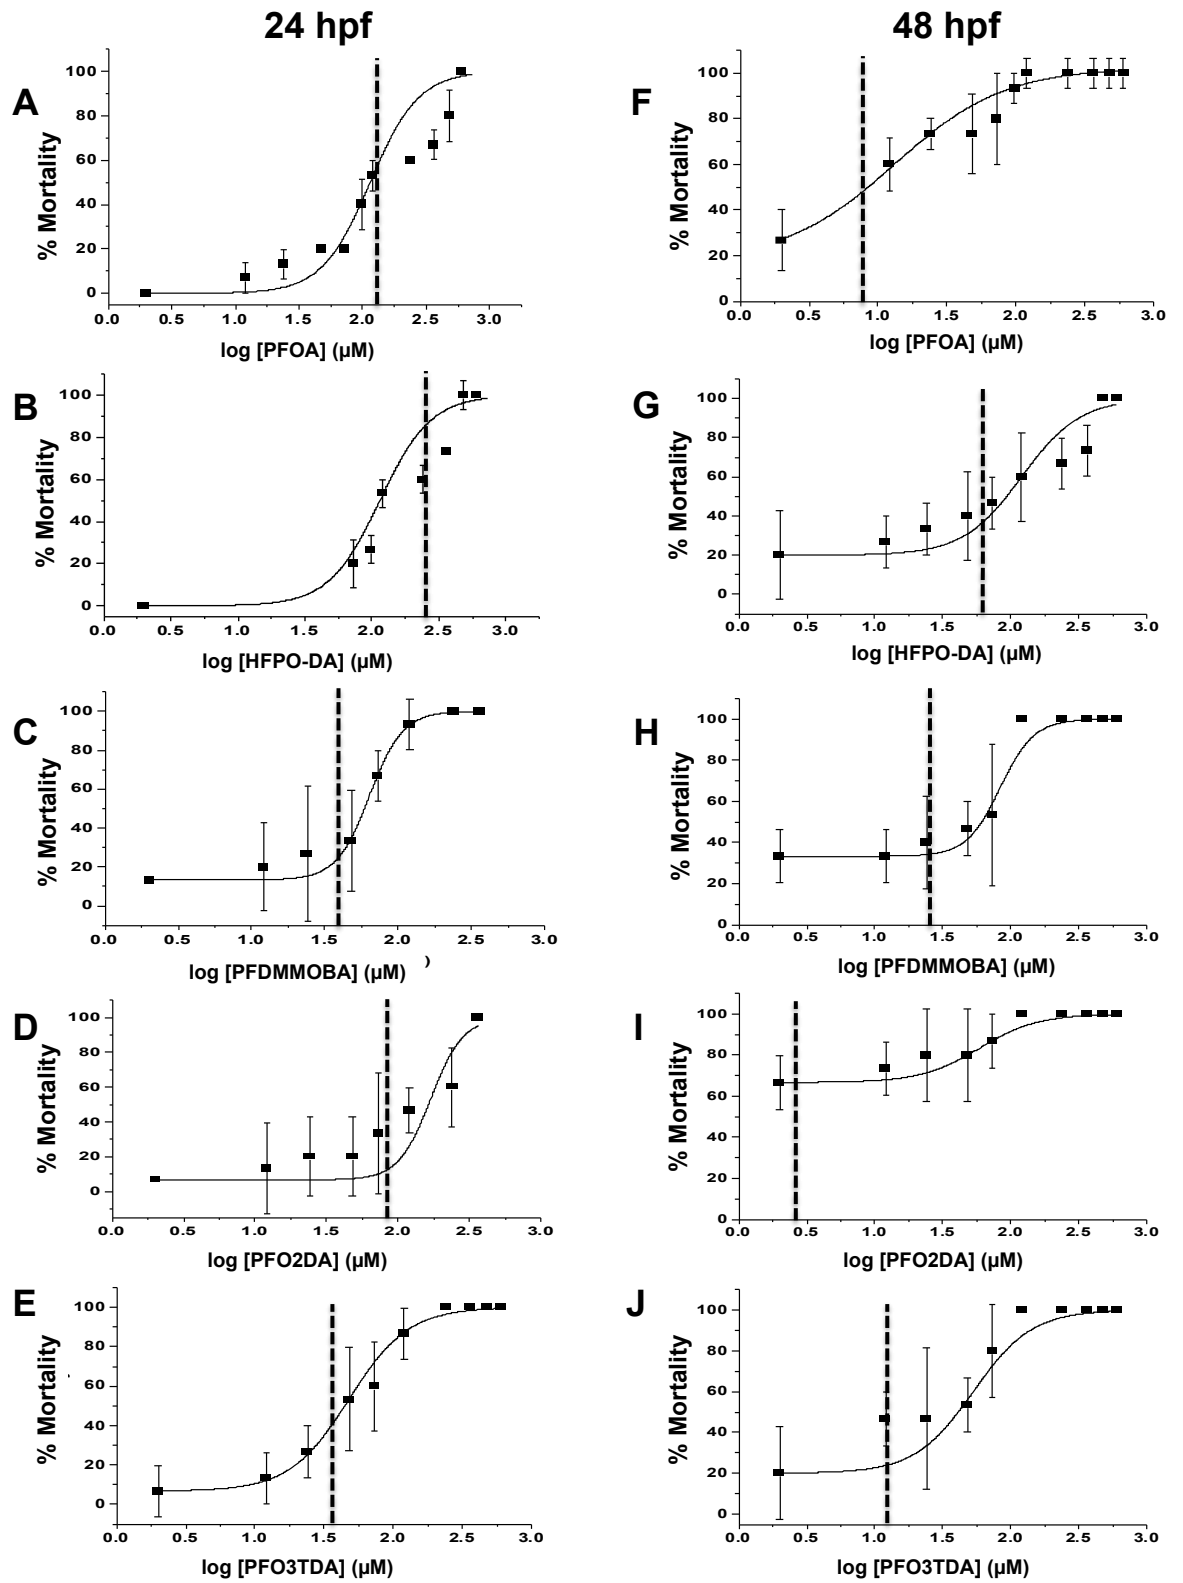 24 hpf
48 hpf
A
% Mortality
100
80
60
40
20
0
0.0 0.5 1.0 1.5 2.0 2.5 3.0
log [PFOA] (µM)
F
% Mortality
100
80
60
40
20
0
0.0 0.5 1.0 1.5 2.0 2.5 3.0
log [PFOA] (µM)
B
% Mortality
100
80
60
40
20
0
0.0 0.5 1.0 1.5 2.0 2.5 3.0
log [HFPO-DA] (µM)
G
% Mortality
100
80
60
40
20
0
0.0 0.5 1.0 1.5 2.0 2.5 3.0
log [HFPO-DA] (µM)
C
% Mortality
100
80
60
40
20
0
0.0 0.5 1.0 1.5 2.0 2.5 3.0
log [PFDMMOBA] (µM) )
H
% Mortality
100
80
60
40
20
0
0.0 0.5 1.0 1.5 2.0 2.5 3.0
log [PFDMMOBA] (µM)
D
% Mortality
100
80
60
40
20
0
0.0 0.5 1.0 1.5 2.0 2.5 3.0
log [PFO2DA] (µM)
I
% Mortality
100
80
60
40
20
0
0.0 0.5 1.0 1.5 2.0 2.5 3.0
log [PFO2DA] (µM)
E
% Mortality
100
80
60
40
20
0
0.0 0.5 1.0 1.5 2.0 2.5 3.0
log [PFO3TDA] (µM)
J
% Mortality
100
80
60
40
20
0
0.0 0.5 1.0 1.5 2.0 2.5 3.0
log [PFO3TDA] (µM)